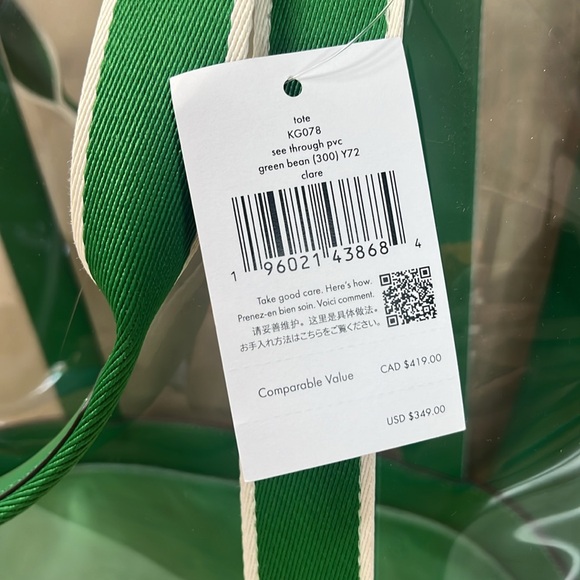 tote
KG078
see through pvc
green bean (300) Y72
clare
1 96021 43868 4
Take good care. Here's how.
Prenez-en bien soin. Voici comment.
请妥善维护。这里是具体做法。
お手入れ方法はこちらをご覧ください。
Comparable Value
CAD $419.00
USD $349.00